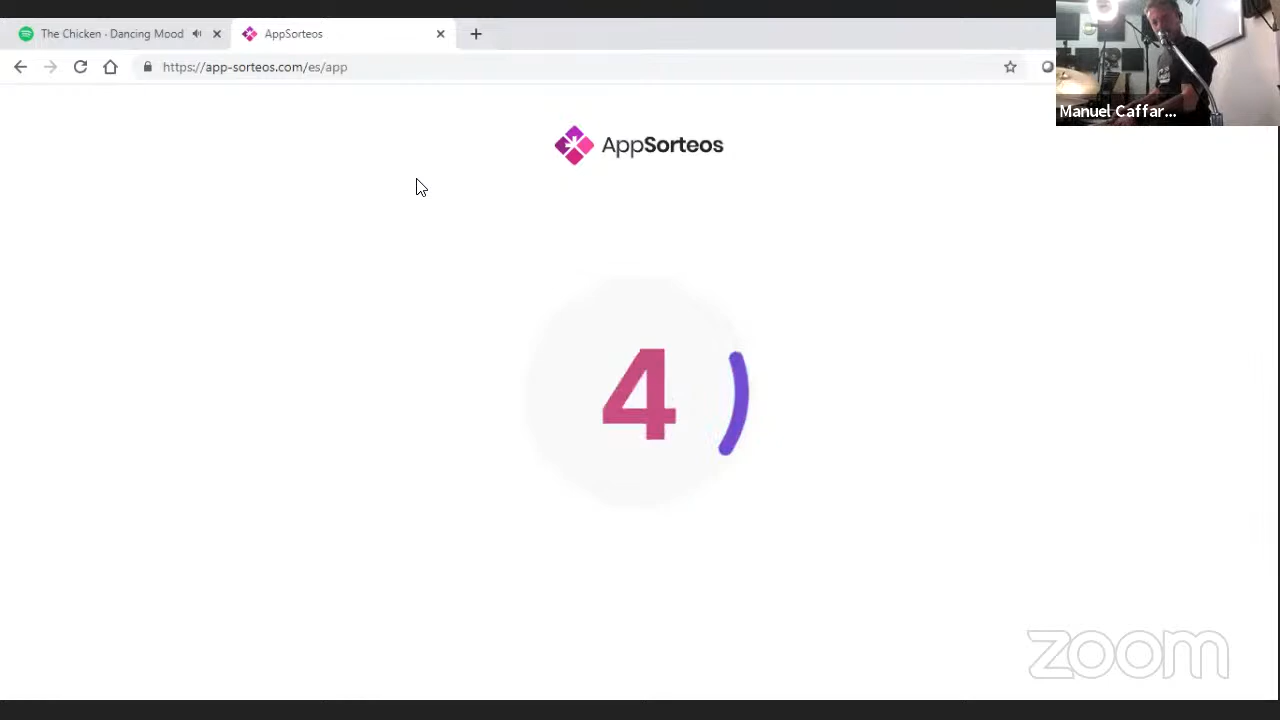 The Chicken · Dancing Mood
AppSorteos
https://app-sorteos.com/es/app
Manuel Caffar...
AppSorteos
4
zoom